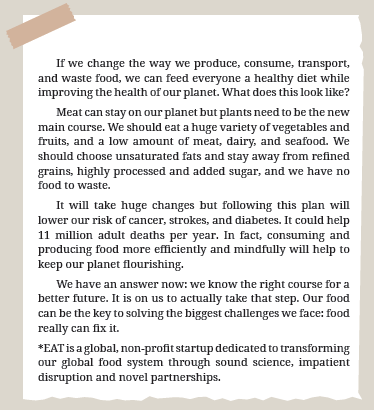 If we change the way we produce, consume, transport,
and waste food, we can feed everyone a healthy diet while
improving the health of our planet. What does this look like?
Meat can stay on our planet but plants need to be the new
main course. We should eat a huge variety of vegetables and
fruits, and a low amount of meat, dairy, and seafood. We
should choose unsaturated fats and stay away from refined
grains, highly processed and added sugar, and we have no
food to waste.
It will take huge changes but following this plan will
lower our risk of cancer, strokes, and diabetes. It could help
11 million adult deaths per year. In fact, consuming and
producing food more efficiently and mindfully will help to
keep our planet flourishing.
We have an answer now: we know the right course for a
better future. It is on us to actually take that step. Our food
can be the key to solving the biggest challenges we face: food
really can fix it.
*EAT is a global, non-profit startup dedicated to transforming
our global food system through sound science, impatient
disruption and novel partnerships.